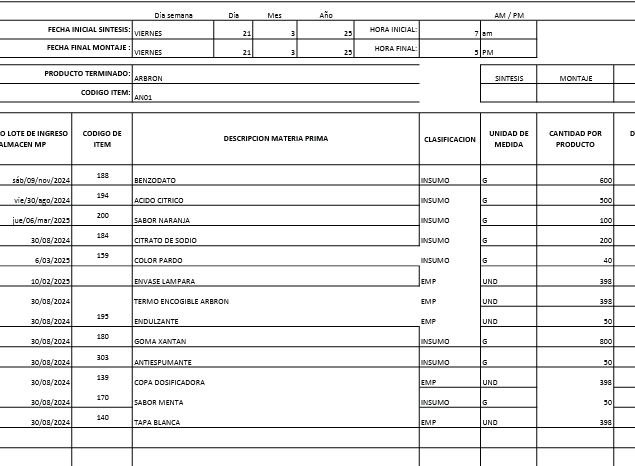 Dia semana Día Mes Año AM / PM
FECHA INICIAL SINTESIS: VIERNES 21 3 25 HORA INICIAL: 7 am
FECHA FINAL MONTAJE : VIERNES 21 3 25 HORA FINAL: 5 PM
PRODUCTO TERMINADO: ARBRON SINTESIS MONTAJE
CODIGO ITEM: AN01
O LOTE DE INGRESO ALMACEN MP CODIGO DE ITEM DESCRIPCION MATERIA PRIMA CLASIFICACION UNIDAD DE MEDIDA CANTIDAD POR PRODUCTO
sáb/09/nov/2024 188 BENZODATO INSUMO G 600
vie/30/ago/2024 194 ACIDO CITRICO INSUMO G 500
jue/06/mar/2025 200 SABOR NARANJA INSUMO G 100
30/08/2024 184 CITRATO DE SODIO INSUMO G 200
6/03/2025 159 COLOR PARDO INSUMO G 40
10/02/2025 ENVASE LAMPARA EMP UND 398
30/08/2024 TERMO ENCOGIBLE ARBRON EMP UND 398
30/08/2024 195 ENDULZANTE EMP UND 50
30/08/2024 180 GOMA XANTAN INSUMO G 800
30/08/2024 303 ANTIESPUMANTE INSUMO G 50
30/08/2024 139 COPA DOSIFICADORA EMP UND 398
30/08/2024 170 SABOR MENTA INSUMO G 50
30/08/2024 140 TAPA BLANCA EMP UND 398